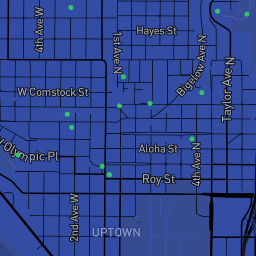 4th Ave W
1st Ave N
Hayes St
Bigelow Ave N
Taylor Ave N
W Comstock St
Olympic Pl
Aloha St
4th Ave N
Roy St
2nd Ave W
UPTOWN